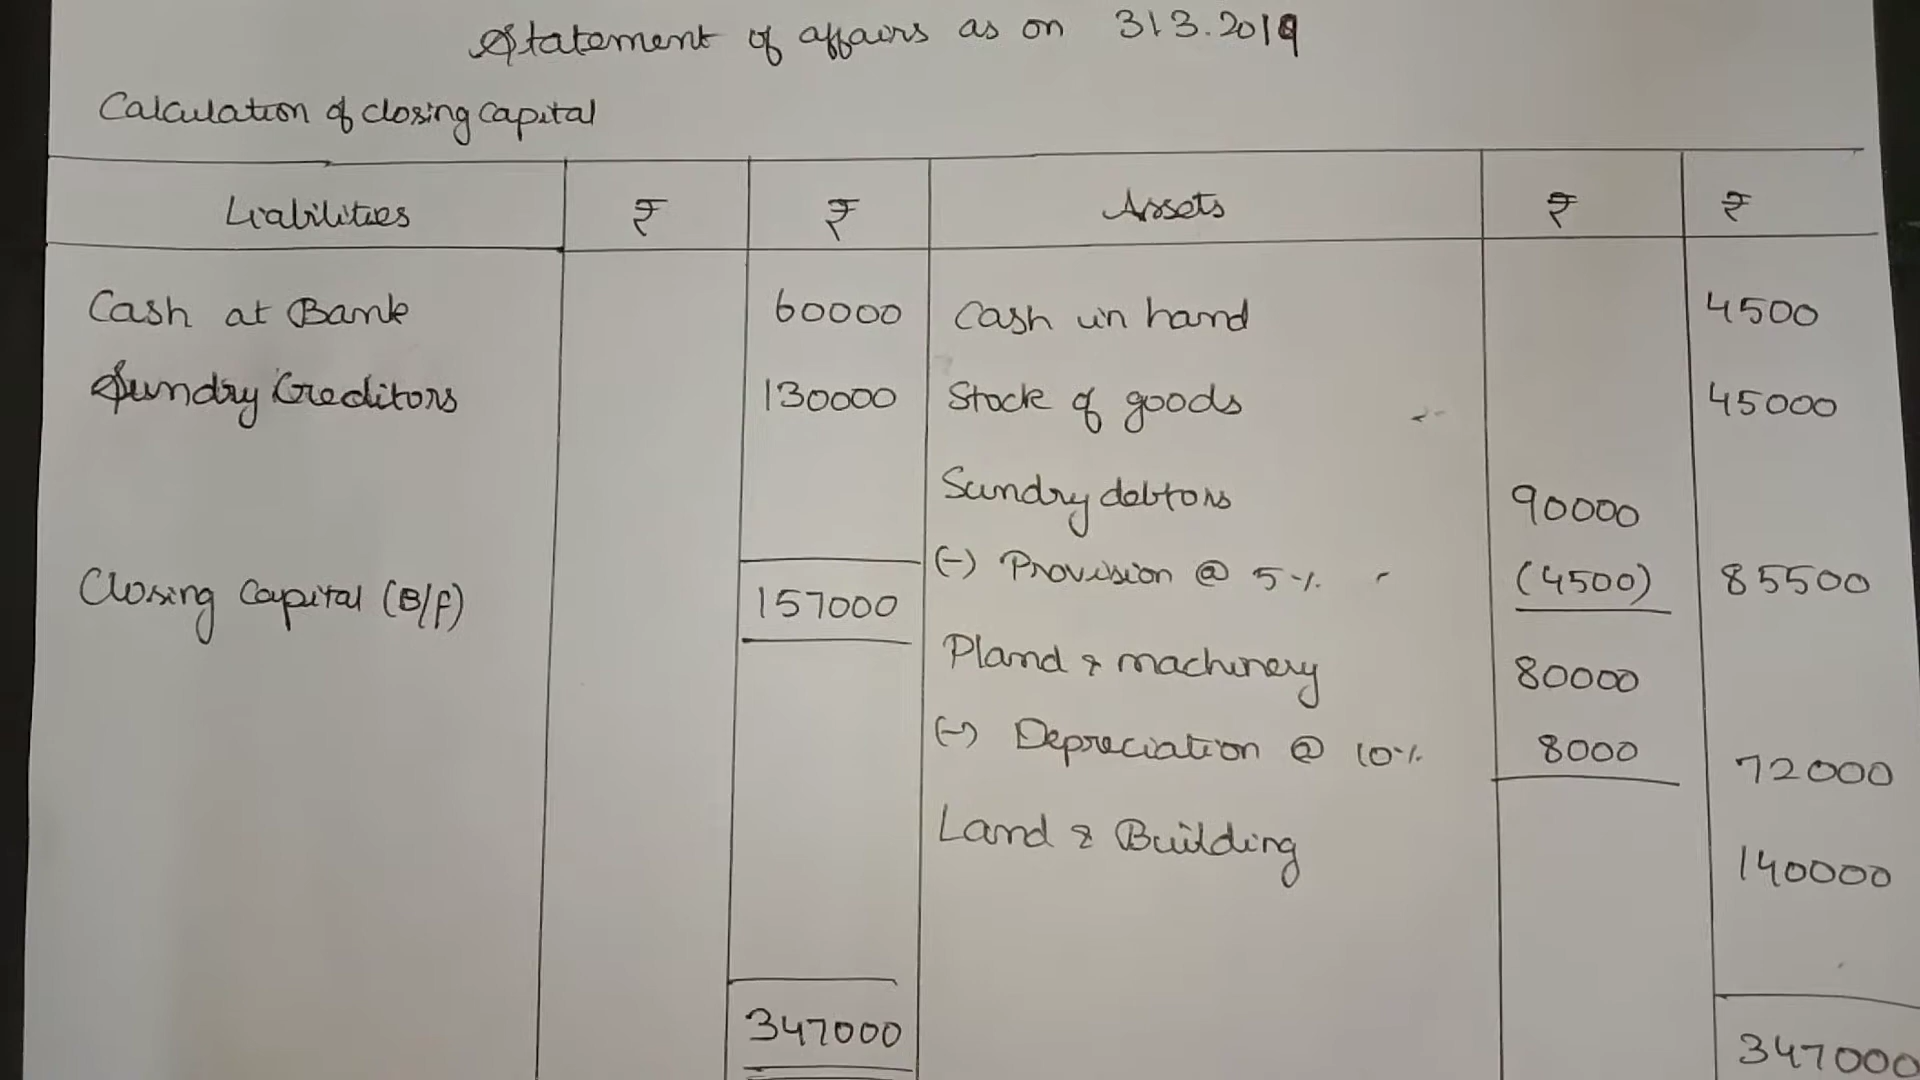 Statement of affairs as on 313.2019
Calculation of closing capital
Liabilities ₹ ₹ Assets ₹ ₹
Cash at Bank 60000 Cash in hand 4500
Sundry Creditors 130000 Stock of goods 45000
Sundry debtors 90000
Closing Capital (B/f) 157000 (-) Provision @ 5% (4500) 85500
Pland & machinery 80000
(-) Depreciation @ 10% 8000 72000
Land & Building 140000
347000 347000